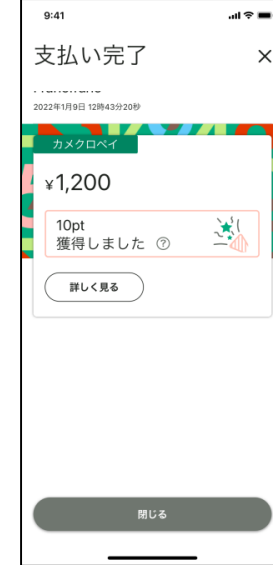 9:41
支払い完了
2022年1月9日 12時43分20秒
カメクロペイ
¥1,200
10pt
獲得しました ?
詳しく見る
閉じる